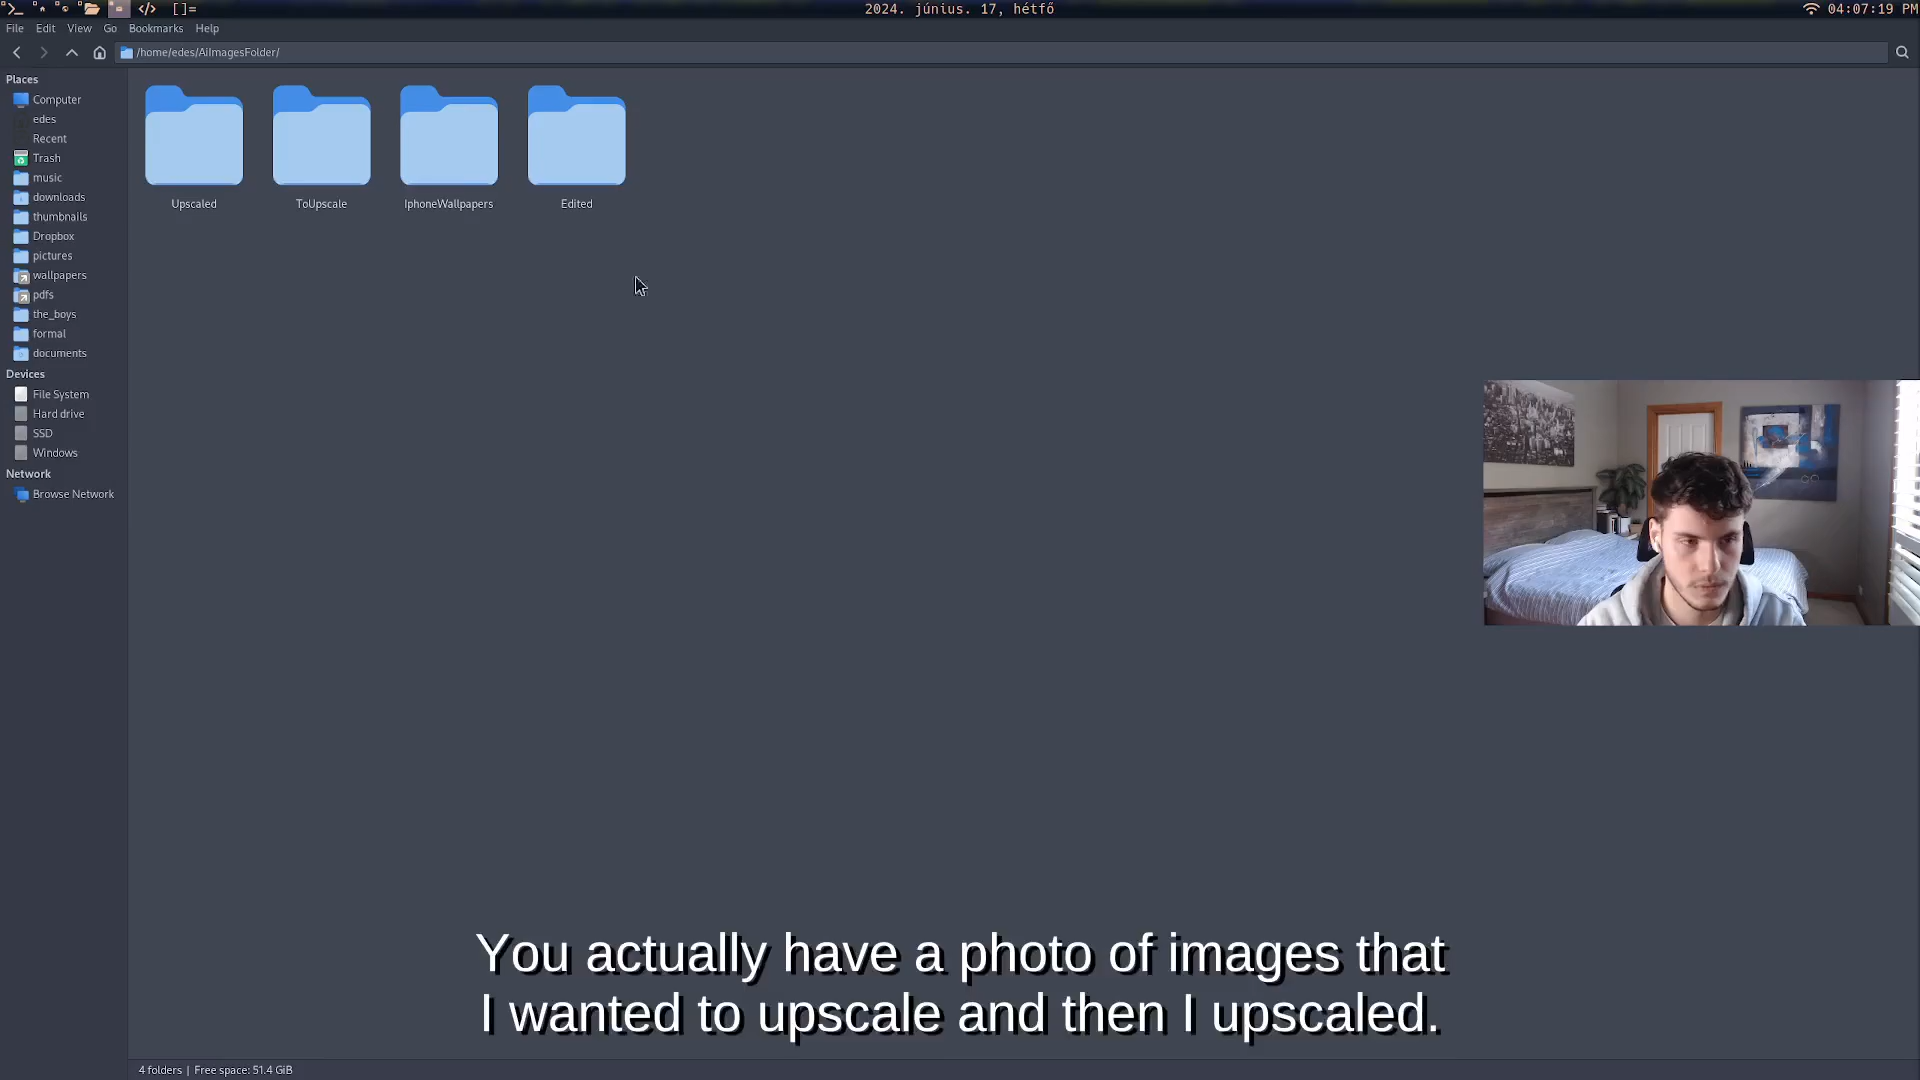 >_ </> []= 2024. június. 17, hétfő 04:07:19 PM
File Edit View Go Bookmarks Help
/home/edes/AiImagesFolder/
Places
Computer
edes
Recent
Trash
music
downloads
thumbnails
Dropbox
pictures
wallpapers
pdfs
the_boys
formal
documents
Devices
File System
Hard drive
SSD
Windows
Network
Browse Network
Upscaled ToUpscale IphoneWallpapers Edited
You actually have a photo of images that
I wanted to upscale and then I upscaled.
4 folders | Free space: 51.4 GiB